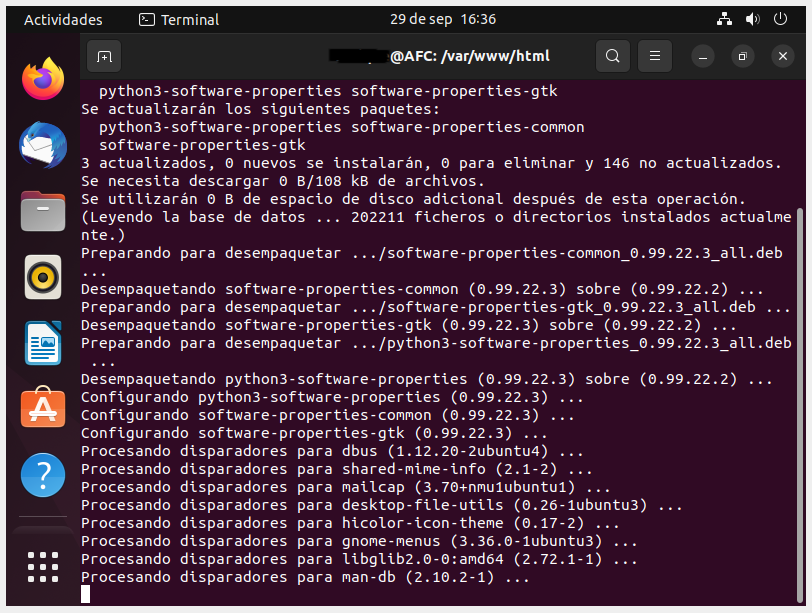 Actividades
Terminal
29 de sep 16:36
@AFC: /var/www/html
python3-software-properties software-properties-gtk
Se actualizarán los siguientes paquetes:
python3-software-properties software-properties-common
software-properties-gtk
3 actualizados, 0 nuevos se instalarán, 0 para eliminar y 146 no actualizados.
Se necesita descargar 0 B/108 kB de archivos.
Se utilizarán 0 B de espacio de disco adicional después de esta operación.
(Leyendo la base de datos ... 202211 ficheros o directorios instalados actualme
nte.)
Preparando para desempaquetar .../software-properties-common_0.99.22.3_all.deb
...
Desempaquetando software-properties-common (0.99.22.3) sobre (0.99.22.2) ...
Preparando para desempaquetar .../software-properties-gtk_0.99.22.3_all.deb ...
Desempaquetando software-properties-gtk (0.99.22.3) sobre (0.99.22.2) ...
Preparando para desempaquetar .../python3-software-properties_0.99.22.3_all.deb
...
Desempaquetando python3-software-properties (0.99.22.3) sobre (0.99.22.2) ...
Configurando python3-software-properties (0.99.22.3) ...
Configurando software-properties-common (0.99.22.3) ...
Configurando software-properties-gtk (0.99.22.3) ...
Procesando disparadores para dbus (1.12.20-2ubuntu4) ...
Procesando disparadores para shared-mime-info (2.1-2) ...
Procesando disparadores para mailcap (3.70+nmu1ubuntu1) ...
Procesando disparadores para desktop-file-utils (0.26-1ubuntu3) ...
Procesando disparadores para hicolor-icon-theme (0.17-2) ...
Procesando disparadores para gnome-menus (3.36.0-1ubuntu3) ...
Procesando disparadores para libglib2.0-0:amd64 (2.72.1-1) ...
Procesando disparadores para man-db (2.10.2-1) ...